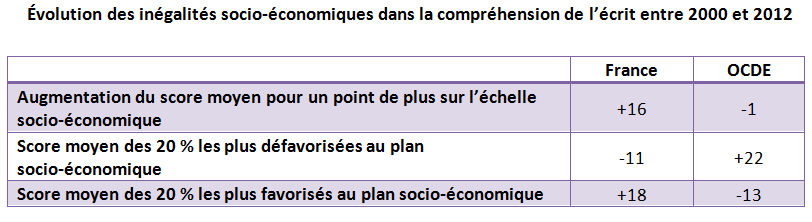 Évolution des inégalités socio-économiques dans la compréhension de l’écrit entre 2000 et 2012
France OCDE
Augmentation du score moyen pour un point de plus sur l’échelle
socio-économique +16 -1
Score moyen des 20 % les plus défavorisées au plan
socio-économique -11 +22
Score moyen des 20 % les plus favorisés au plan socio-économique +18 -13